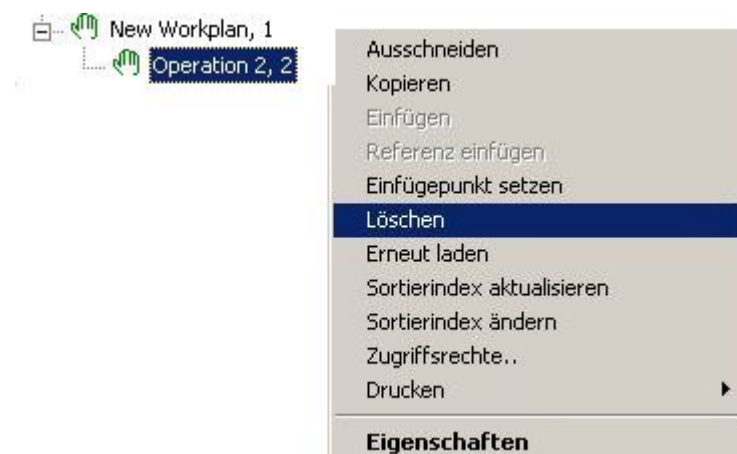 New Workplan, 1
Operation 2, 2
Ausschneiden
Kopieren
Einfügen
Referenz einfügen
Einfügepunkt setzen
Löschen
Erneut laden
Sortierindex aktualisieren
Sortierindex ändern
Zugriffsrechte..
Drucken
Eigenschaften